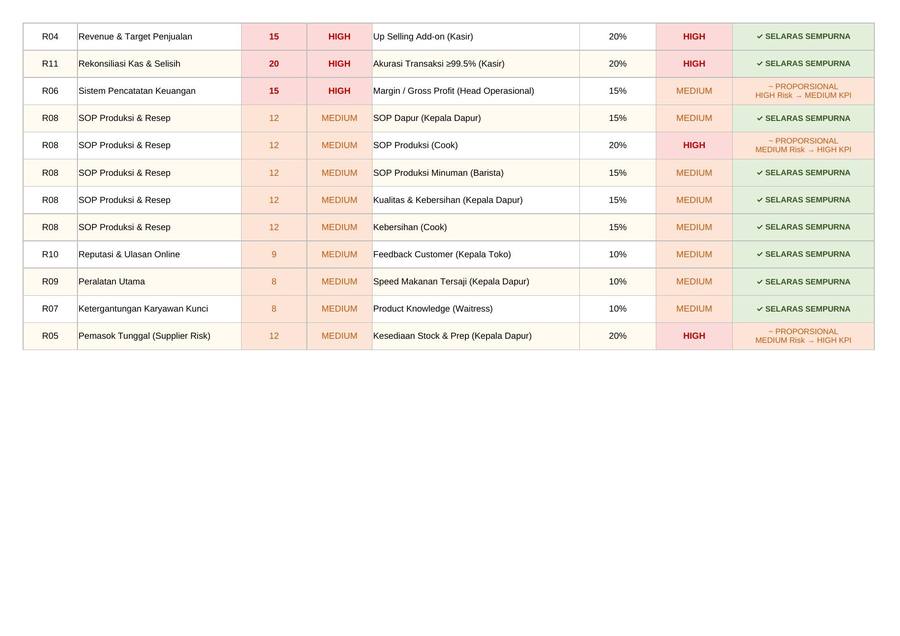 R04 Revenue & Target Penjualan 15 HIGH Up Selling Add-on (Kasir) 20% HIGH ✓ SELARAS SEMPURNA
R11 Rekonsiliasi Kas & Selisih 20 HIGH Akurasi Transaksi ≥99.5% (Kasir) 20% HIGH ✓ SELARAS SEMPURNA
R06 Sistem Pencatatan Keuangan 15 HIGH Margin / Gross Profit (Head Operasional) 15% MEDIUM ~ PROPORSIONAL
HIGH Risk → MEDIUM KPI
R08 SOP Produksi & Resep 12 MEDIUM SOP Dapur (Kepala Dapur) 15% MEDIUM ✓ SELARAS SEMPURNA
R08 SOP Produksi & Resep 12 MEDIUM SOP Produksi (Cook) 20% HIGH ~ PROPORSIONAL
MEDIUM Risk → HIGH KPI
R08 SOP Produksi & Resep 12 MEDIUM SOP Produksi Minuman (Barista) 15% MEDIUM ✓ SELARAS SEMPURNA
R08 SOP Produksi & Resep 12 MEDIUM Kualitas & Kebersihan (Kepala Dapur) 15% MEDIUM ✓ SELARAS SEMPURNA
R08 SOP Produksi & Resep 12 MEDIUM Kebersihan (Cook) 15% MEDIUM ✓ SELARAS SEMPURNA
R10 Reputasi & Ulasan Online 9 MEDIUM Feedback Customer (Kepala Toko) 10% MEDIUM ✓ SELARAS SEMPURNA
R09 Peralatan Utama 8 MEDIUM Speed Makanan Tersaji (Kepala Dapur) 10% MEDIUM ✓ SELARAS SEMPURNA
R07 Ketergantungan Karyawan Kunci 8 MEDIUM Product Knowledge (Waitress) 10% MEDIUM ✓ SELARAS SEMPURNA
R05 Pemasok Tunggal (Supplier Risk) 12 MEDIUM Kesediaan Stock & Prep (Kepala Dapur) 20% HIGH ~ PROPORSIONAL
MEDIUM Risk → HIGH KPI